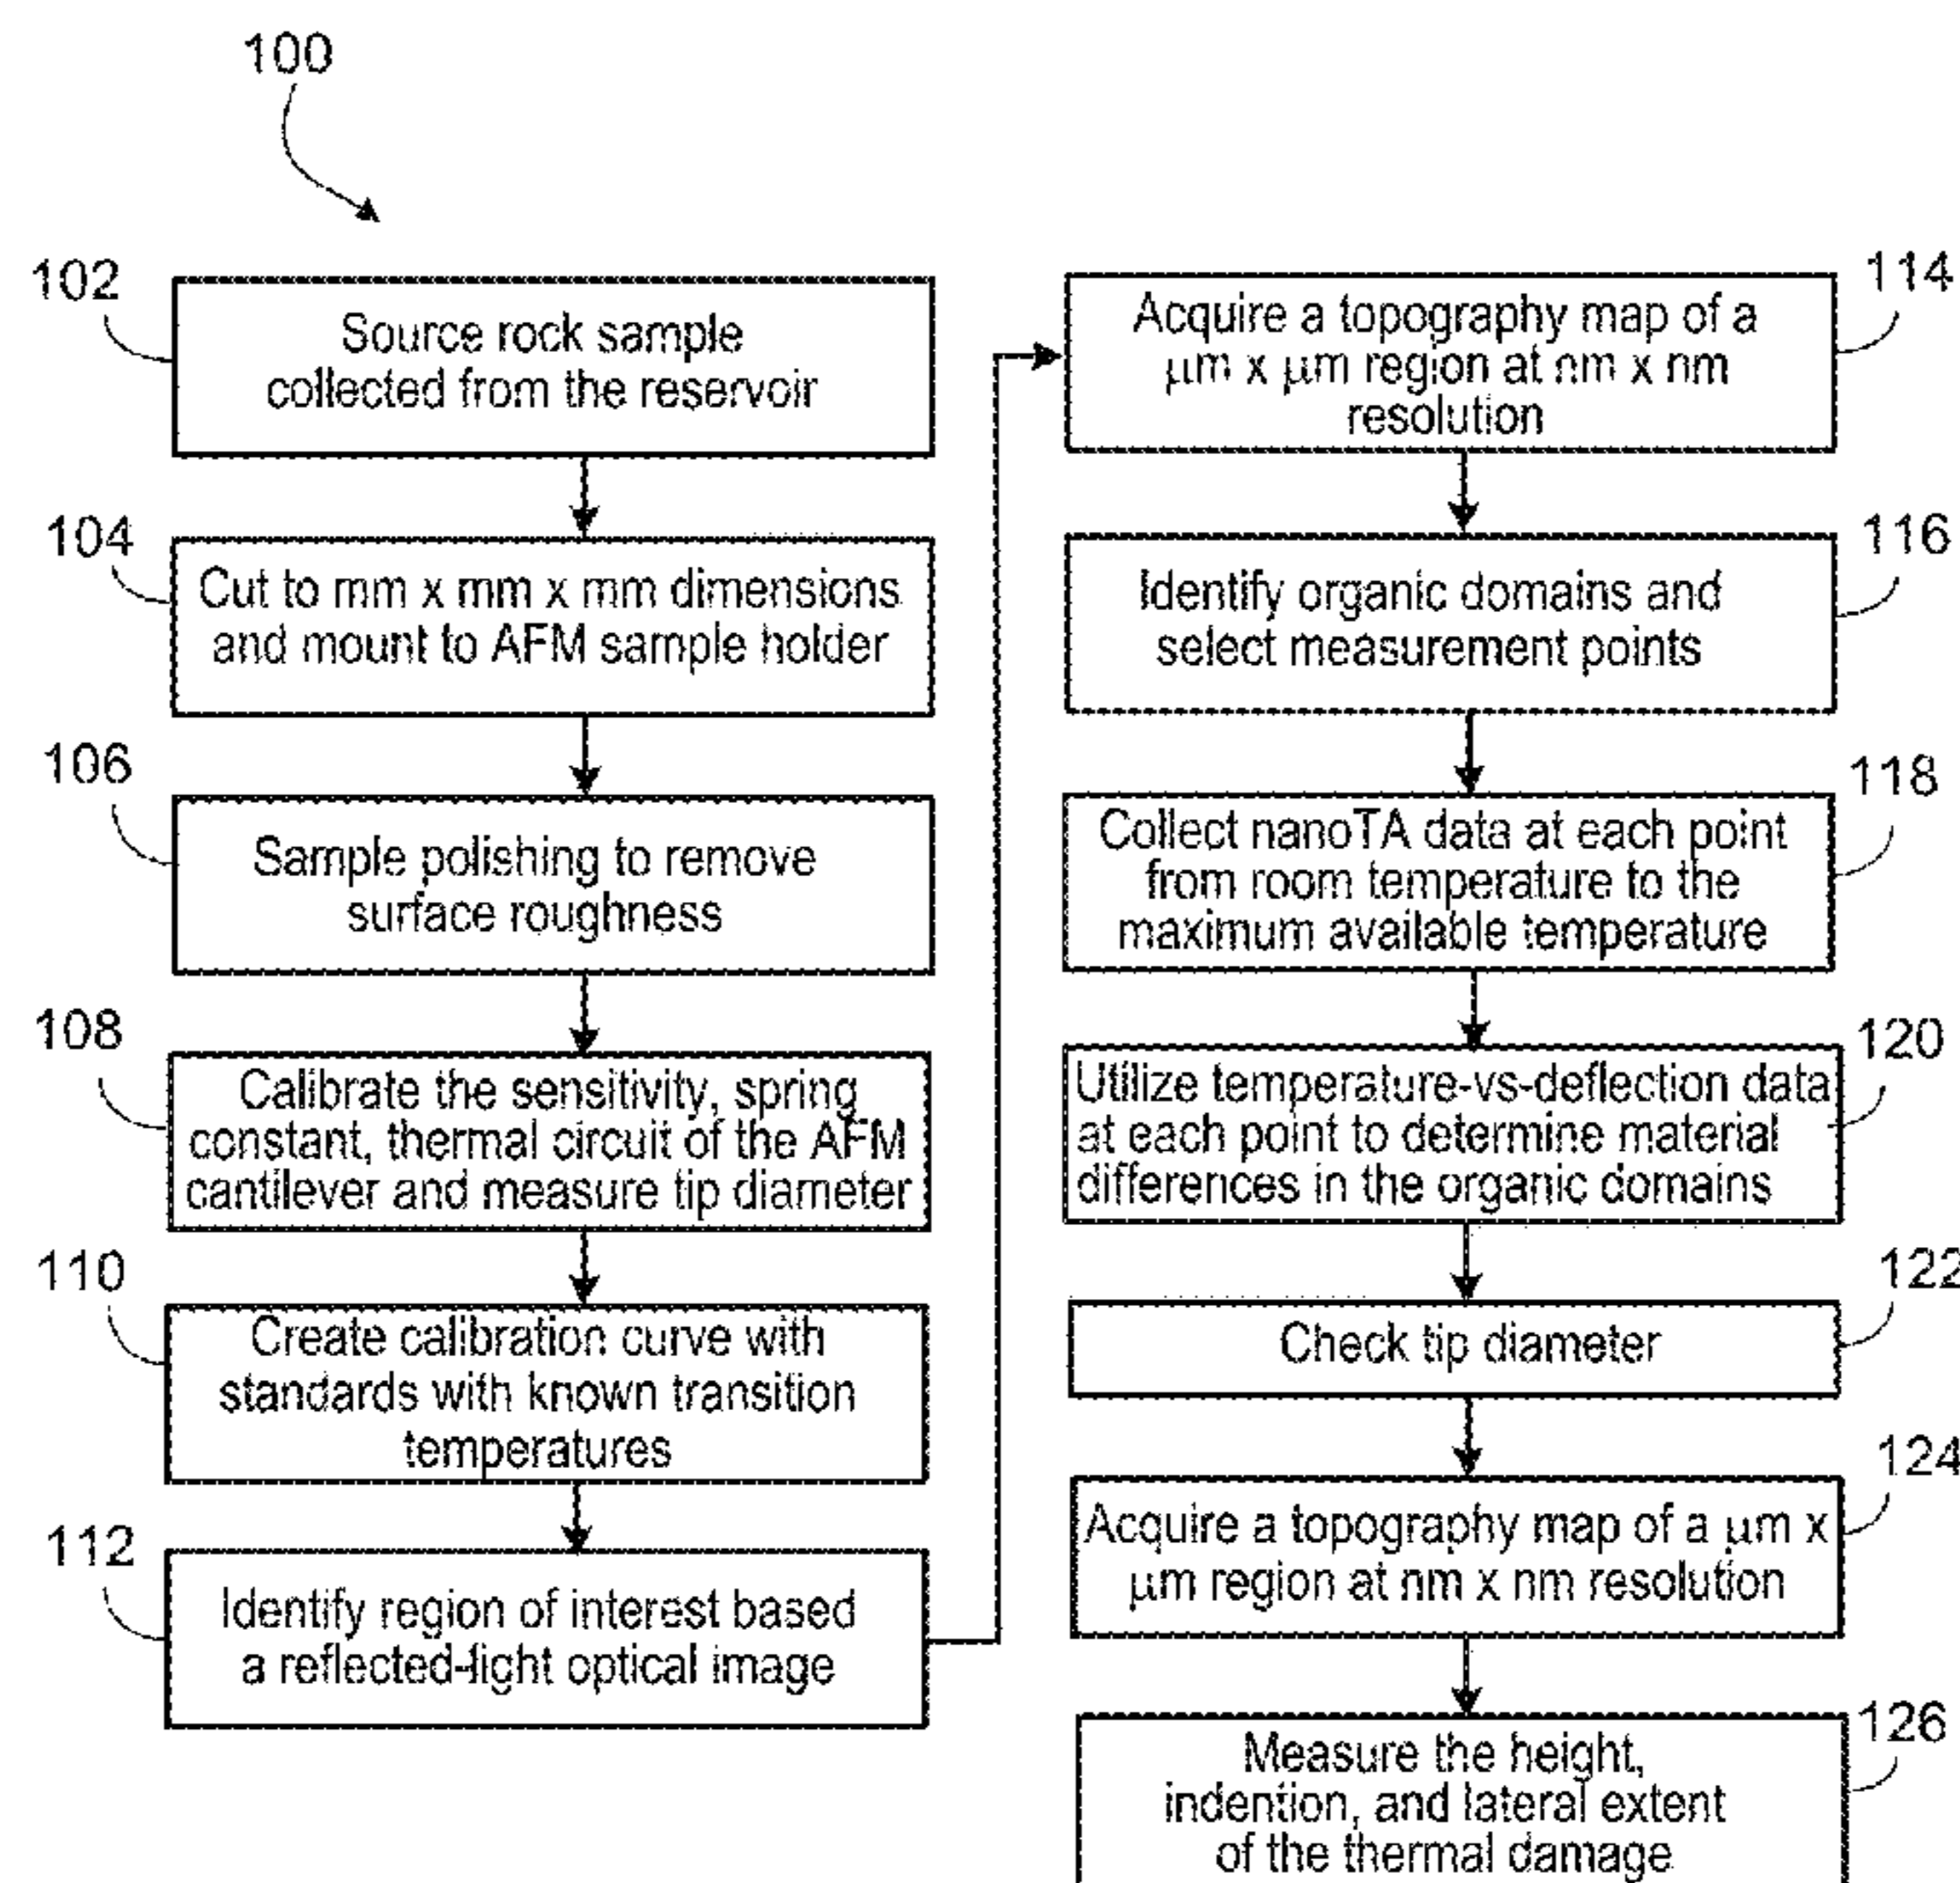 100
102
Source rock sample
collected from the reservoir
104
Cut to mm x mm x mm dimensions
and mount to AFM sample holder
106
Sample polishing to remove
surface roughness
108
Calibrate the sensitivity, spring
constant, thermal circuit of the AFM
cantilever and measure tip diameter
110
Create calibration curve with
standards with known transition
temperatures
112
Identify region of interest based
a reflected-light optical image
114
Acquire a topography map of a
μm x μm region at nm x nm
resolution
116
Identify organic domains and
select measurement points
118
Collect nanoTA data at each point
from room temperature to the
maximum available temperature
120
Utilize temperature-vs-deflection data
at each point to determine material
differences in the organic domains
122
Check tip diameter
124
Acquire a topography map of a μm x
μm region at nm x nm resolution
126
Measure the height,
indention, and lateral extent
of the thermal damage